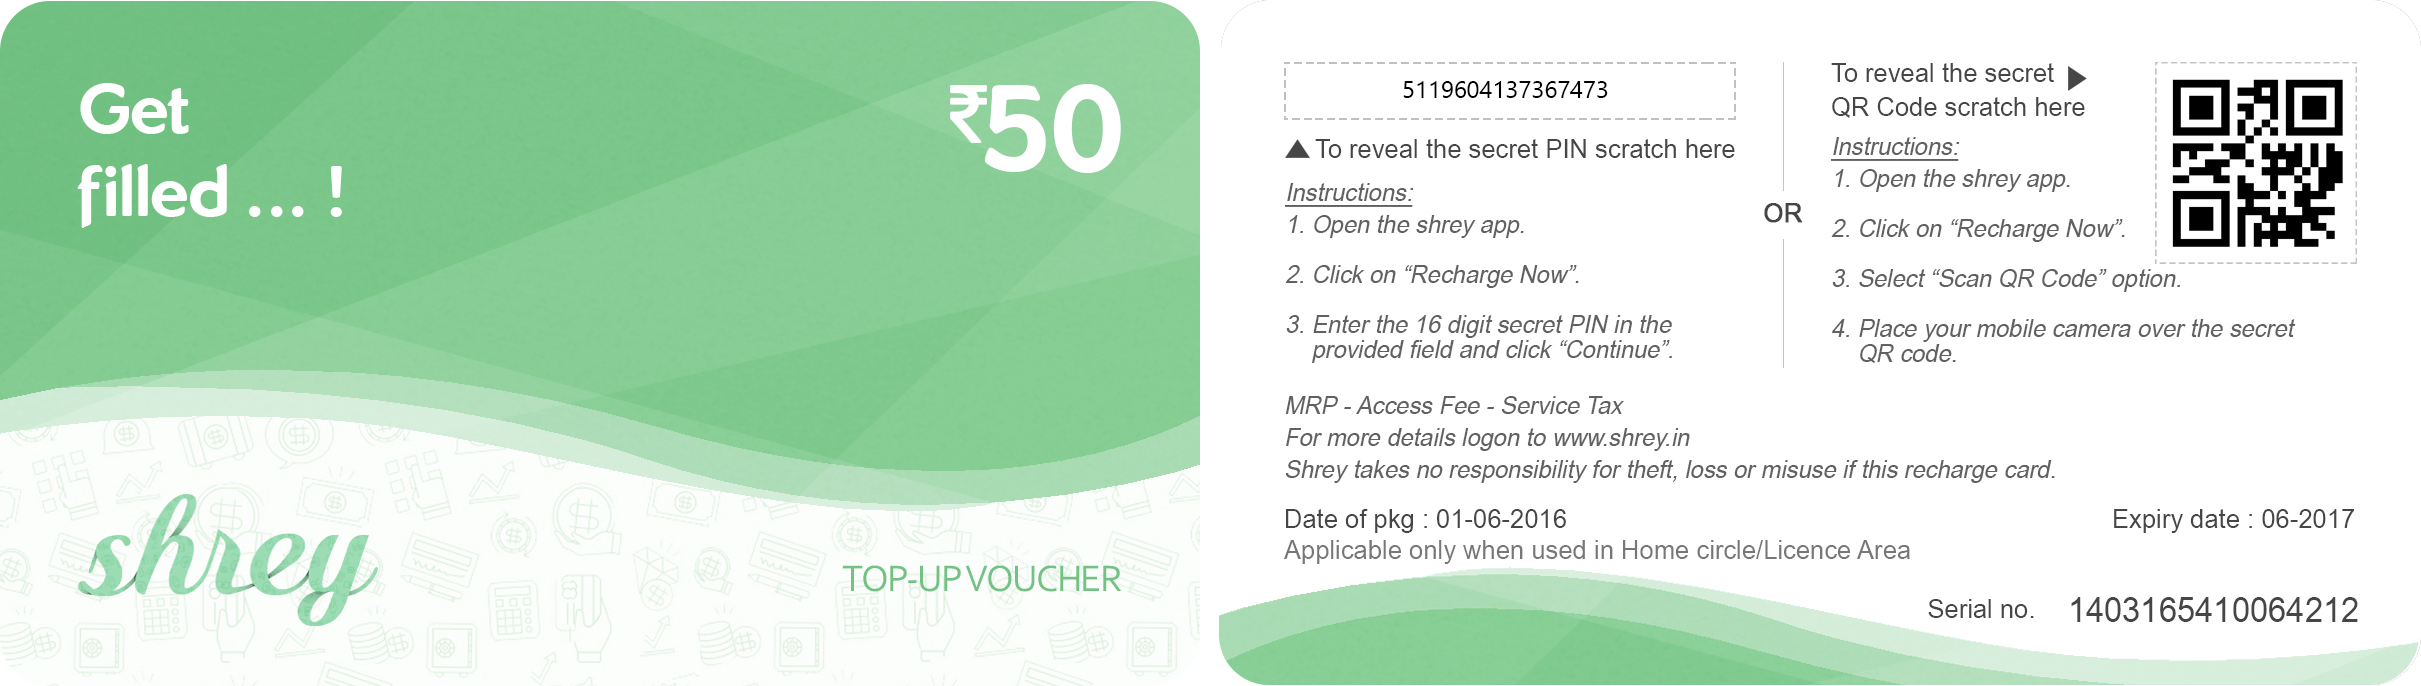 Get
filled ... !
₹50
shrey
TOP-UP VOUCHER
5119604137367473
To reveal the secret PIN scratch here
Instructions:
1. Open the shrey app.
2. Click on “Recharge Now”.
3. Enter the 16 digit secret PIN in the
provided field and click “Continue”.
OR
To reveal the secret
QR Code scratch here
Instructions:
1. Open the shrey app.
2. Click on “Recharge Now”.
3. Select “Scan QR Code” option.
4. Place your mobile camera over the secret
QR code.
MRP - Access Fee - Service Tax
For more details logon to www.shrey.in
Shrey takes no responsibility for theft, loss or misuse if this recharge card.
Date of pkg : 01-06-2016
Expiry date : 06-2017
Applicable only when used in Home circle/Licence Area
Serial no. 1403165410064212